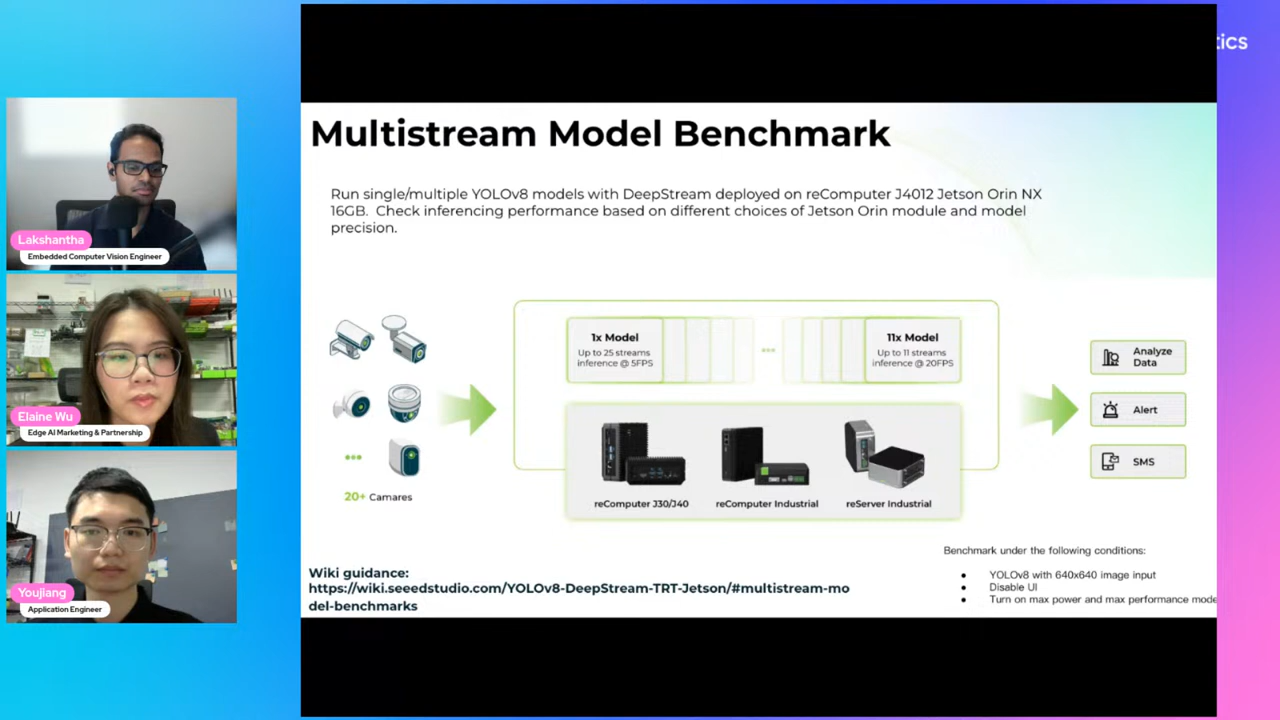 tics
Lakshantha
Embedded Computer Vision Engineer
Elaine Wu
Edge AI Marketing & Partnership
Youjiang
Application Engineer
Multistream Model Benchmark
Run single/multiple YOLOv8 models with DeepStream deployed on reComputer J4012 Jetson Orin NX
16GB. Check inferencing performance based on different choices of Jetson Orin module and model
precision.
20+ Camares
1x Model
Up to 25 streams
inference @ 5FPS
11x Model
Up to 11 streams
inference @ 20FPS
reComputer J30/J40
reComputer Industrial
reServer Industrial
Analyze
Data
Alert
SMS
Wiki guidance:
https://wiki.seeedstudio.com/YOLOv8-DeepStream-TRT-Jetson/#multistream-mo
del-benchmarks
Benchmark under the following conditions:
YOLOv8 with 640x640 image input
Disable UI
Turn on max power and max performance mode